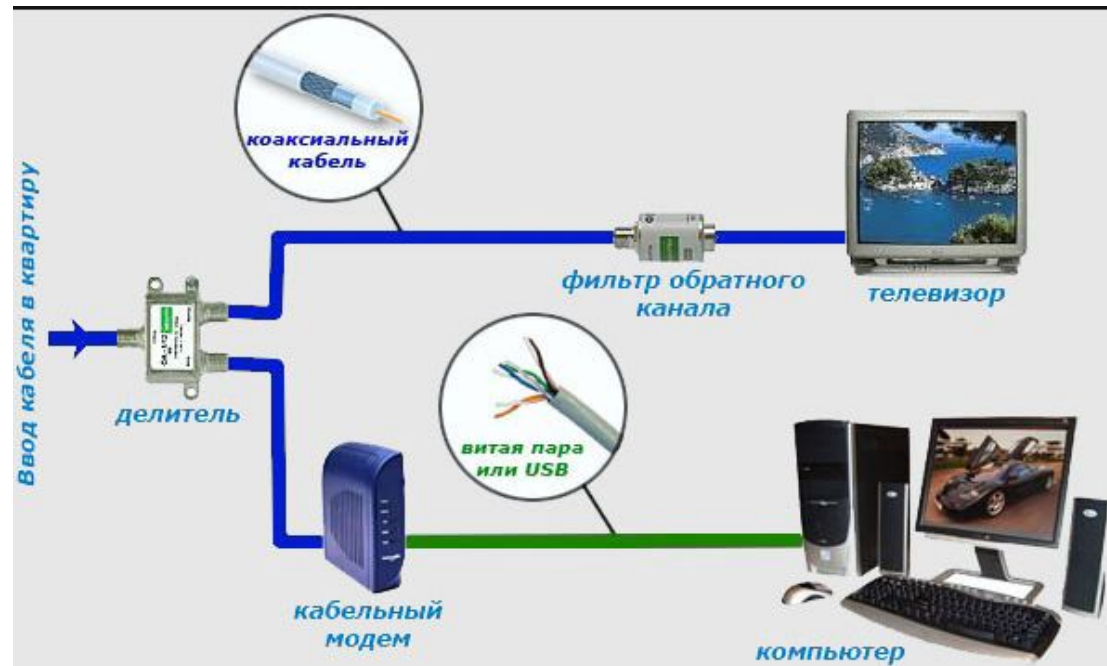 коаксиальный
кабель
Ввод кабеля в квартиру
фильтр обратного
канала
телевизор
делитель
витая пара
или USB
кабельный
модем
компьютер